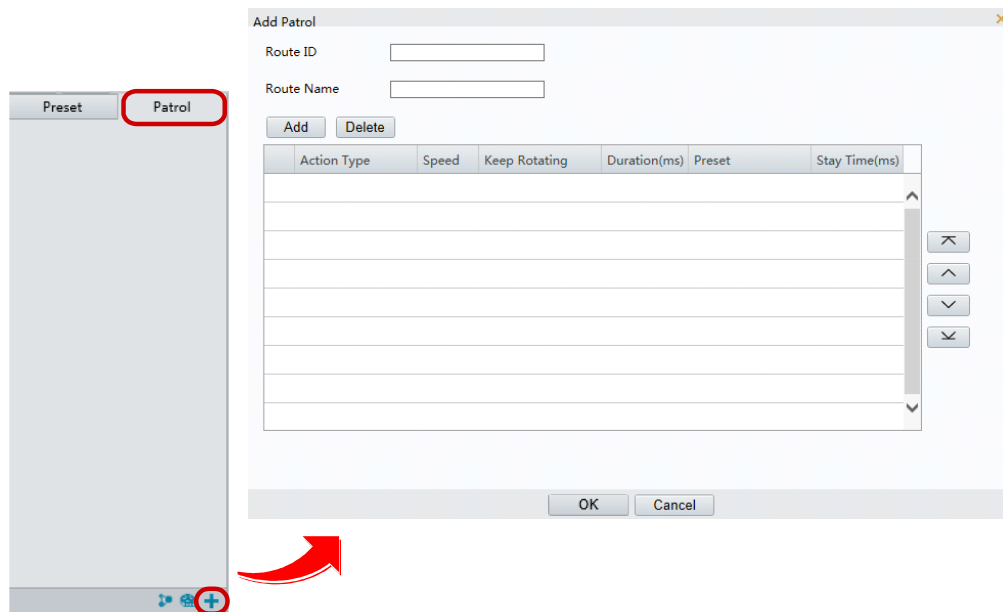 Add Patrol
Route ID
Route Name
Preset Patrol
Add Delete
Action Type Speed Keep Rotating Duration(ms) Preset Stay Time(ms)
OK Cancel